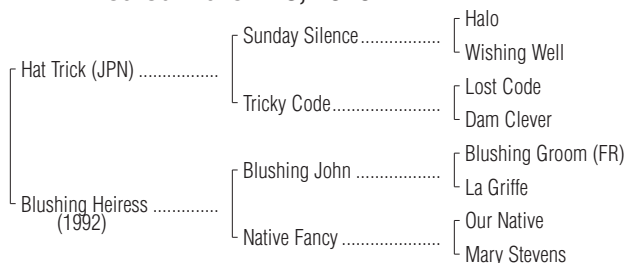 Halo
Sunday Silence..................
Wishing Well
Hat Trick (JPN) ..................
Lost Code
Tricky Code........................
Dam Clever
Blushing Groom (FR)
Blushing John ...................
La Griffe
Blushing Heiress ...............
(1992)
Our Native
Native Fancy ......................
Mary Stevens